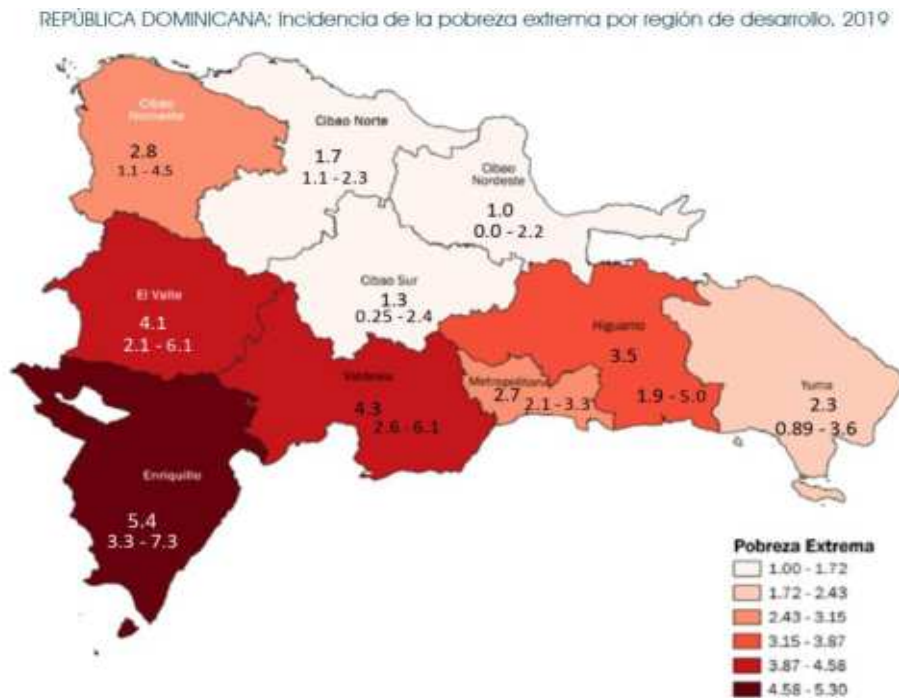 REPÚBLICA DOMINICANA: Incidencia de la pobreza extrema por región de desarrollo. 2019
Cibao
Noroeste
2.8
1.1 - 4.5
Cibao Norte
1.7
1.1 - 2.3
Cibao
Nordeste
1.0
0.0 - 2.2
Cibao Sur
1.3
0.25 - 2.4
El Valle
4.1
2.1 - 6.1
Valdesia
4.3
2.6 - 6.1
Metropolitana
2.7
2.1 - 3.3
Higuamo
3.5
1.9 - 5.0
Yuma
2.3
0.89 - 3.6
Enriquillo
5.4
3.3 - 7.3
Pobreza Extrema
1.00 - 1.72
1.72 - 2.43
2.43 - 3.15
3.15 - 3.87
3.87 - 4.58
4.58 - 5.30